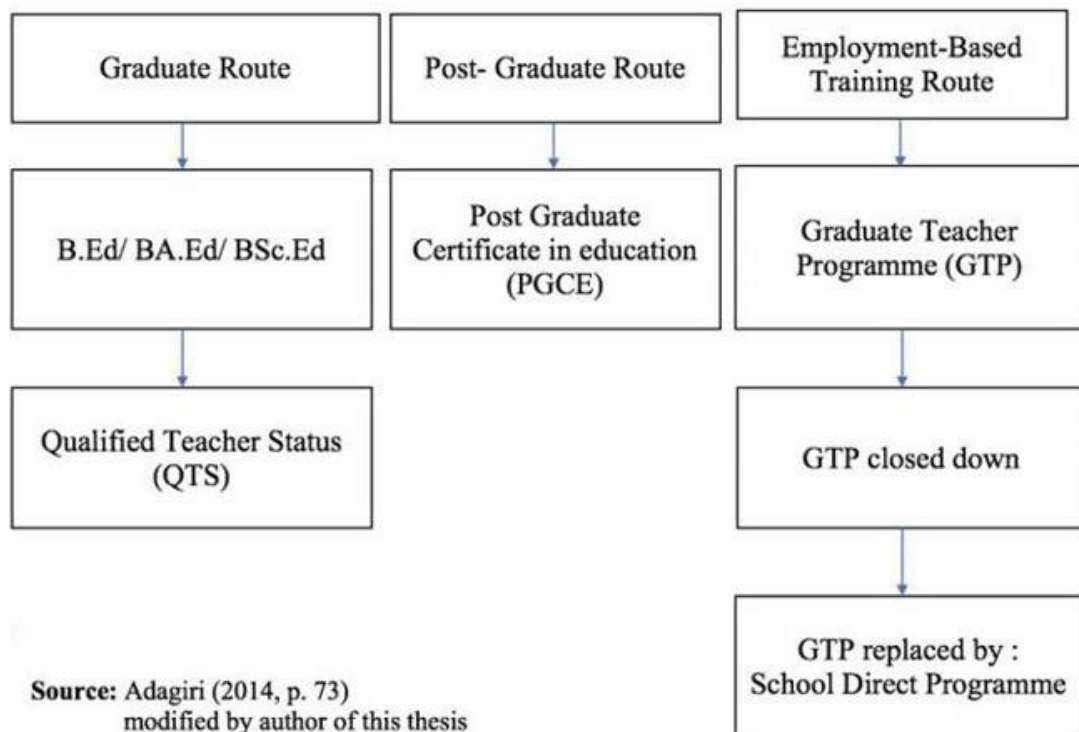 Graduate Route
Post- Graduate Route
Employment-Based
Training Route
B.Ed/ BA.Ed/ BSc.Ed
Post Graduate
Certificate in education
(PGCE)
Graduate Teacher
Programme (GTP)
Qualified Teacher Status
(QTS)
GTP closed down
GTP replaced by :
School Direct Programme
Source: Adagiri (2014, p. 73)
modified by author of this thesis